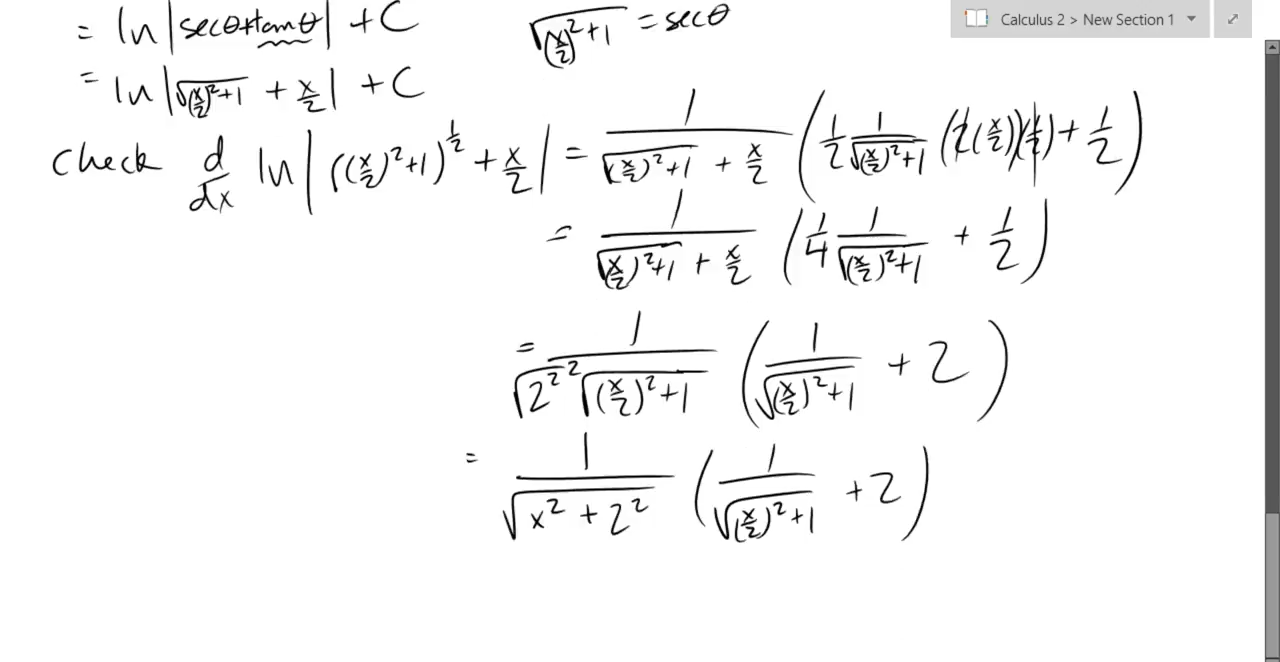 = ln|secθ+tanθ| + C
√((x/2)²+1) = secθ
Calculus 2 > New Section 1
= ln|√((x/2)²+1) + x/2| + C
check d/dx ln|((x/2)²+1)^(1/2) + x/2| = 1/(√((x/2)²+1) + x/2) (1/2 1/√((x/2)²+1) (2(x/2))(1/2) + 1/2)
= 1/(√((x/2)²+1) + x/2) (1/4 1/√((x/2)²+1) + 1/2)
= 1/(√2² ²√((x/2)²+1)) (1/√((x/2)²+1) + 2)
= 1/√(x² + 2²) (1/√((x/2)²+1) + 2)